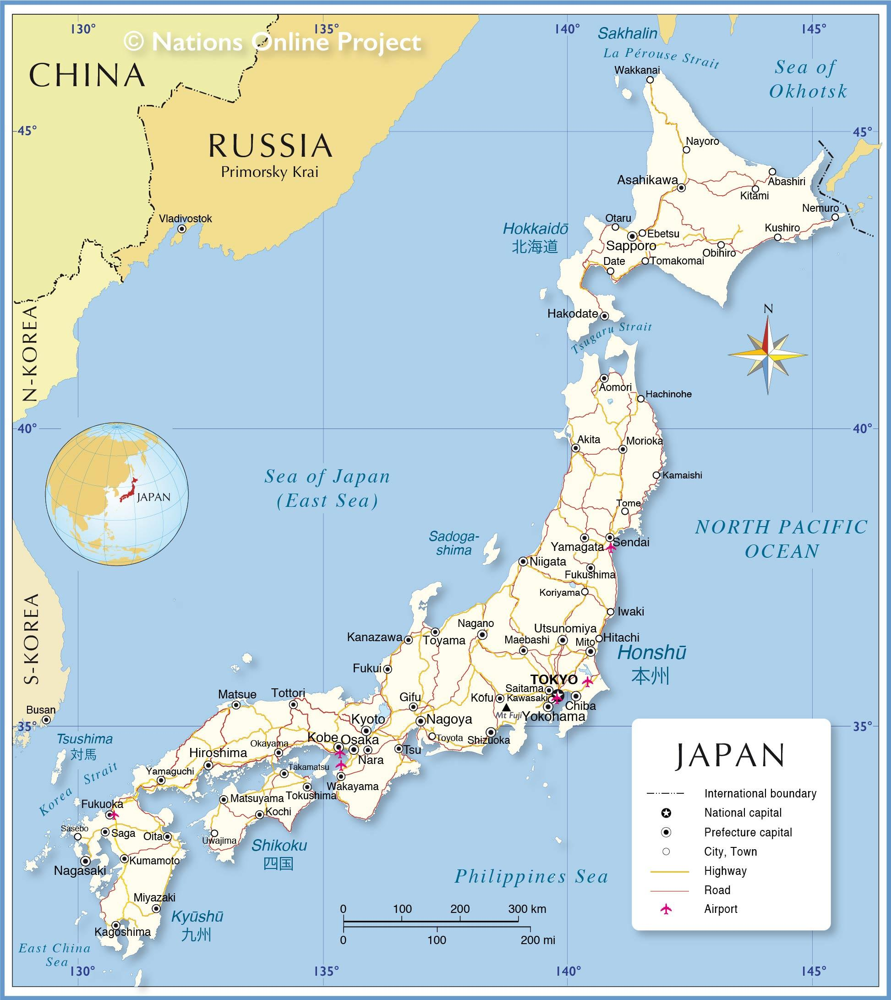 130°
135°
140°
145°
© Nations Online Project
Sakhalin
La Pérouse Strait
Sea of
Okhotsk
CHINA
Wakkanai
45°
RUSSIA
Primorsky Krai
45°
Nayoro
Asahikawa
Abashiri
Kitami
Nemuro
Vladivostok
Otaru
Hokkaidō
北海道
Ebetsu
Kushiro
Sapporo
Obihiro
Date
Tomakomai
N-KOREA
Hakodate
Tsugaru Strait
N
Aomori
Hachinohe
40°
40°
Akita
Morioka
Sea of Japan
(East Sea)
Kamaishi
JAPAN
Tome
NORTH PACIFIC
OCEAN
Sadoga-
shima
Yamagata
Sendai
Niigata
Fukushima
Koriyama
Iwaki
S-KOREA
Nagano
Utsunomiya
Kanazawa
Toyama
Maebashi
Mito
Hitachi
Honshū
本州
Fukui
TOKYO
Saitama
Matsue
Tottori
Gifu
Kōfu
Kawasaki
Chiba
Busan
Mt Fuji
Yokohama
Kyoto
Nagoya
35°
35°
Tsushima
対馬
Kobe
Osaka
Toyota
Shizuoka
Okayama
Hiroshima
Tsu
Nara
Korea Strait
Yamaguchi
Takamatsu
Wakayama
Tokushima
Matsuyama
Fukuoka
Kochi
Sasebo
Saga
Oita
Uwajima
Shikoku
四国
Kumamoto
Nagasaki
Philippines Sea
Miyazaki
Kyūshū
九州
Kagoshima
East China
Sea
0 100 200 300 km
0 100 200 mi
JAPAN
International boundary
National capital
Prefecture capital
City, Town
Highway
Road
Airport
130°
135°
140°
145°